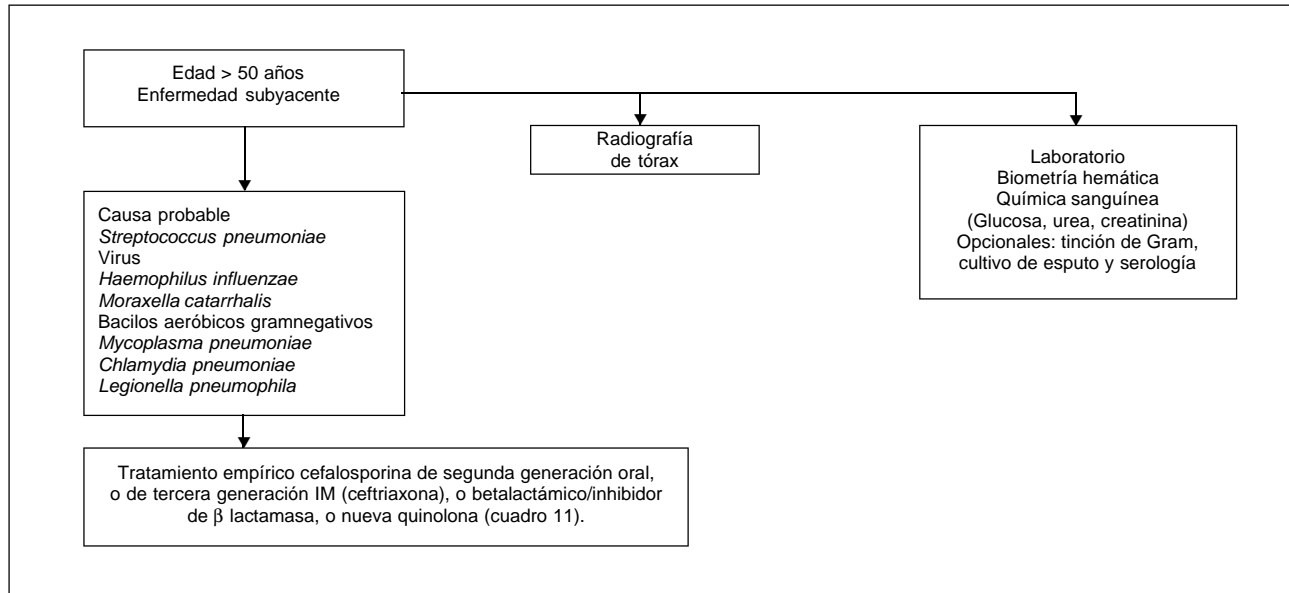 Edad > 50 años
Enfermedad subyacente
Radiografía
de tórax
Laboratorio
Biometría hemática
Química sanguínea
(Glucosa, urea, creatinina)
Opcionales: tinción de Gram,
cultivo de esputo y serología
Causa probable
Streptococcus pneumoniae
Virus
Haemophilus influenzae
Moraxella catarrhalis
Bacilos aeróbicos gramnegativos
Mycoplasma pneumoniae
Chlamydia pneumoniae
Legionella pneumophila
Tratamiento empírico cefalosporina de segunda generación oral,
o de tercera generación IM (ceftriaxona), o betalactámico/inhibidor
de β lactamasa, o nueva quinolona (cuadro 11).